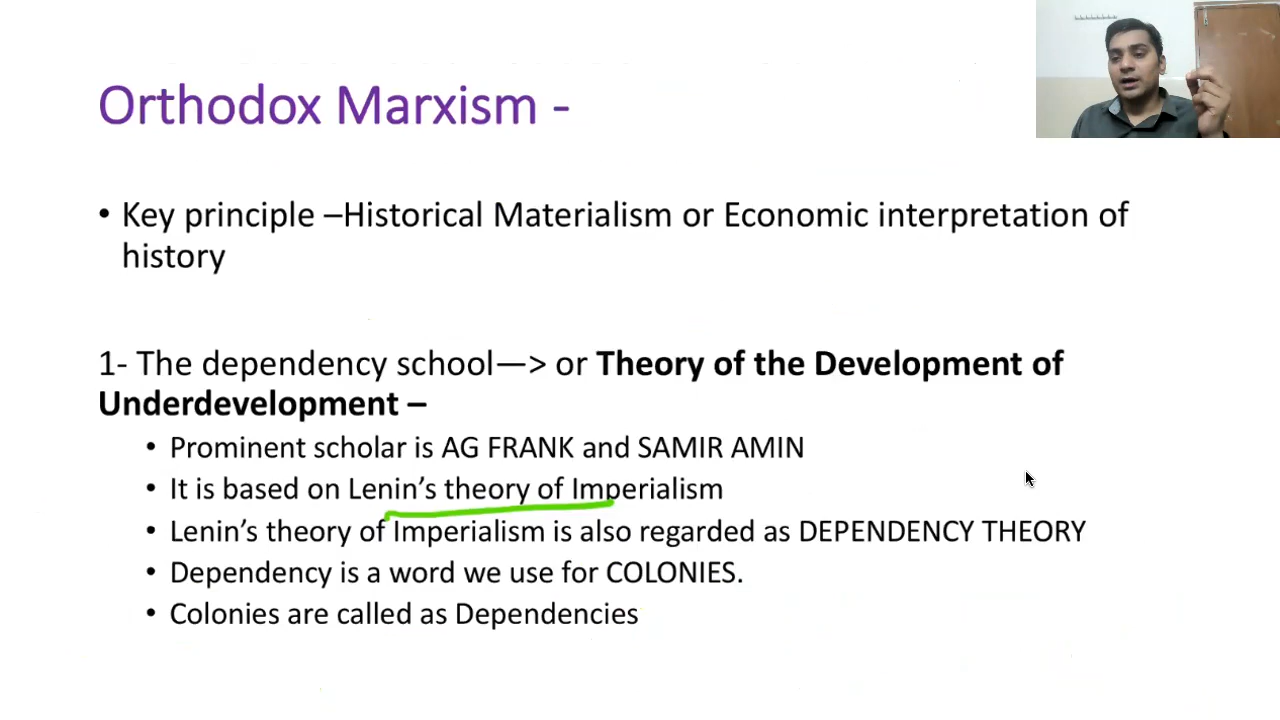 Orthodox Marxism -
• Key principle –Historical Materialism or Economic interpretation of
history
1- The dependency school—> or Theory of the Development of
Underdevelopment –
• Prominent scholar is AG FRANK and SAMIR AMIN
• It is based on Lenin’s theory of Imperialism
• Lenin’s theory of Imperialism is also regarded as DEPENDENCY THEORY
• Dependency is a word we use for COLONIES.
• Colonies are called as Dependencies